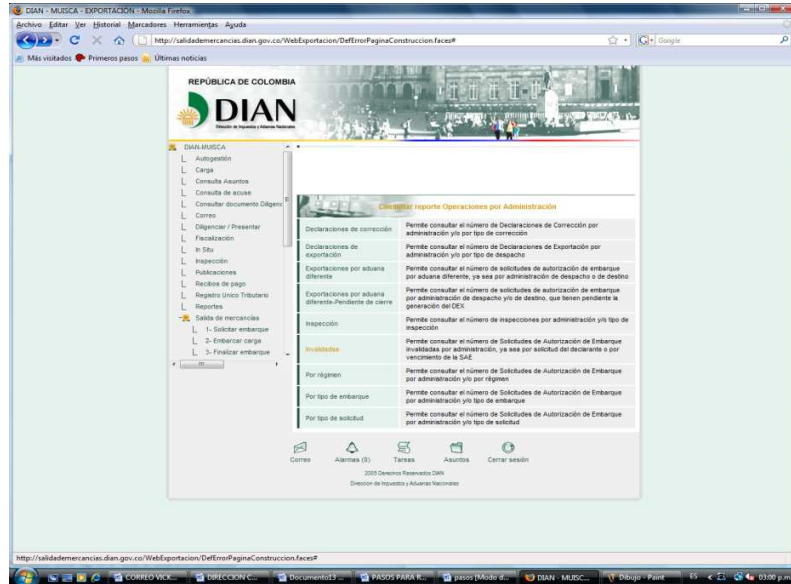 DIAN - MUISCA - EXPORTACIÓN - Mozilla Firefox
Archivo Editar Ver Historial Marcadores Herramientas Ayuda
http://salidademercancias.dian.gov.co/WebExportacion/DefErrorPaginaConstruccion.faces#
Google
Más visitados Primeros pasos Últimas noticias
REPÚBLICA DE COLOMBIA
DIAN
Dirección de Impuestos y Aduanas Nacionales
DIAN-MUISCA
Autogestión
Carga
Consulta Asuntos
Consulta de acuse
Consultar documento Diligenc
Correo
Diligenciar / Presentar
Fiscalización
In Situ
Inspección
Publicaciones
Recibos de pago
Registro Unico Tributario
Reportes
Salida de mercancías
1- Solicitar embarque
2- Embarcar carga
3- Finalizar embarque
Consultar reporte Operaciones por Administración
Declaraciones de corrección
Permite consultar el número de Declaraciones de Corrección por
administración y/o por tipo de corrección
Declaraciones de
exportación
Permite consultar el número de Declaraciones de Exportación por
administración y/o por tipo de despacho
Exportaciones por aduana
diferente
Permite consultar el número de solicitudes de autorización de embarque
por aduana diferente, ya sea por administración de despacho o de destino
Exportaciones por aduana
diferente-Pendiente de cierre
Permite consultar el número de solicitudes de autorización de embarque
por administración de despacho y/o de destino, que tienen pendiente la
generación del DEX
Inspección
Permite consultar el número de inspecciones por administración y/o tipo de
inspección
Invalidadas
Permite consultar el número de Solicitudes de Autorización de Embarque
invalidadas por administración, ya sea por solicitud del declarante o por
vencimiento de la SAE
Por régimen
Permite consultar el número de Solicitudes de Autorización de Embarque
por administración y/o por régimen
Por tipo de embarque
Permite consultar el número de Solicitudes de Autorización de Embarque
por administración y/o tipo de embarque
Por tipo de solicitud
Permite consultar el número de Solicitudes de Autorización de Embarque
por administración y/o tipo de solicitud
Correo Alarmas (0) Tareas Asuntos Cerrar sesión
2005 Derechos Reservados DIAN
Direccion de Impuestos y Aduanas Nacionales
http://salidademercancias.dian.gov.co/WebExportacion/DefErrorPaginaConstruccion.faces#
CORREO VICK... DIRECCION C... Documento13 ... PASOS PARA R... pasos [Modo d... DIAN - MUISC... Dibujo - Paint ES 03:00 p.m.